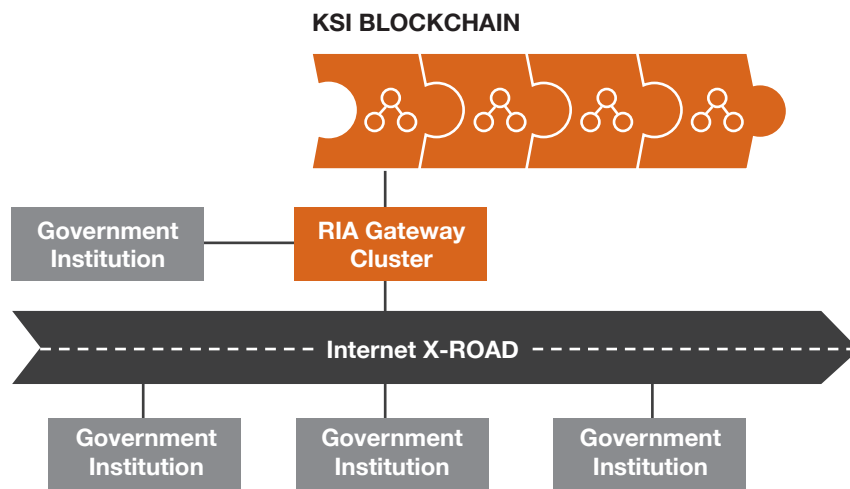 KSI BLOCKCHAIN
Government
Institution
RIA Gateway
Cluster
Internet X-ROAD
Government
Institution
Government
Institution
Government
Institution